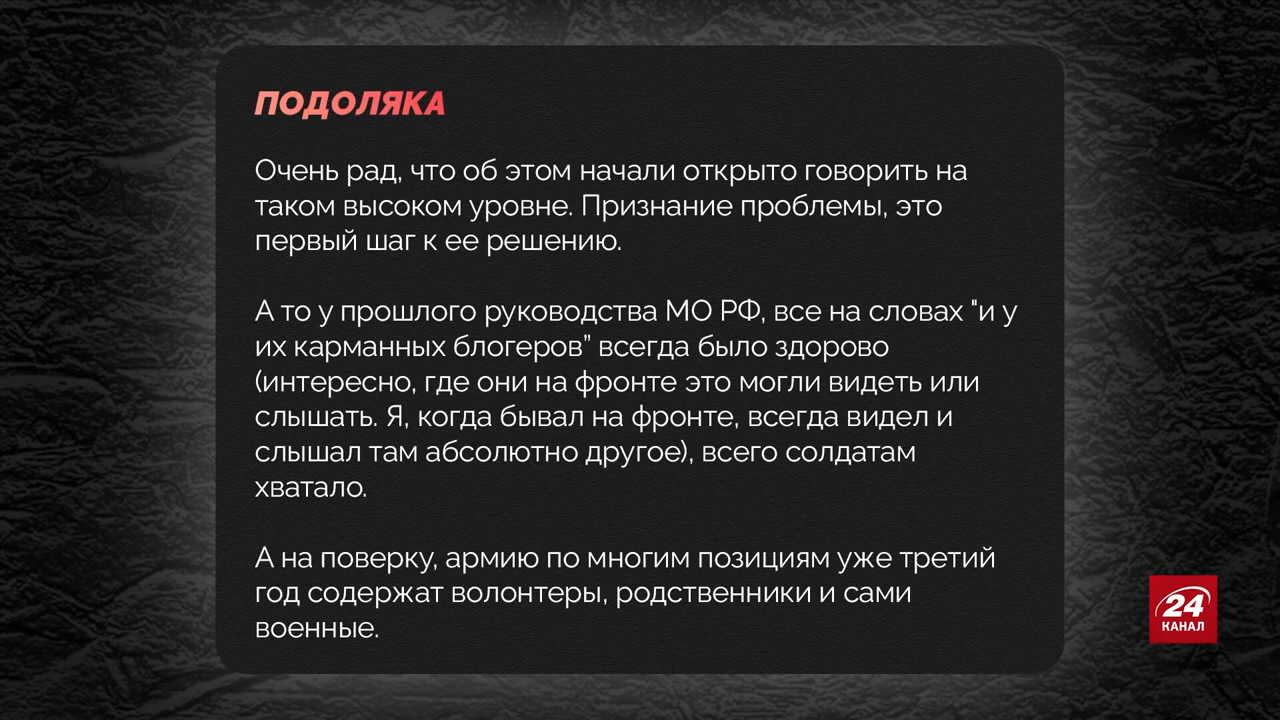 ПОДОЛЯКА
Очень рад, что об этом начали открыто говорить на
таком высоком уровне. Признание проблемы, это
первый шаг к ее решению.
А то у прошлого руководства МО РФ, все на словах "и у
их карманных блогеров" всегда было здорово
(интересно, где они на фронте это могли видеть или
слышать. Я, когда бывал на фронте, всегда видел и
слышал там абсолютно другое), всего солдатам
хватало.
А на поверку, армию по многим позициям уже третий
год содержат волонтеры, родственники и сами
военные.
24
КАНАЛ